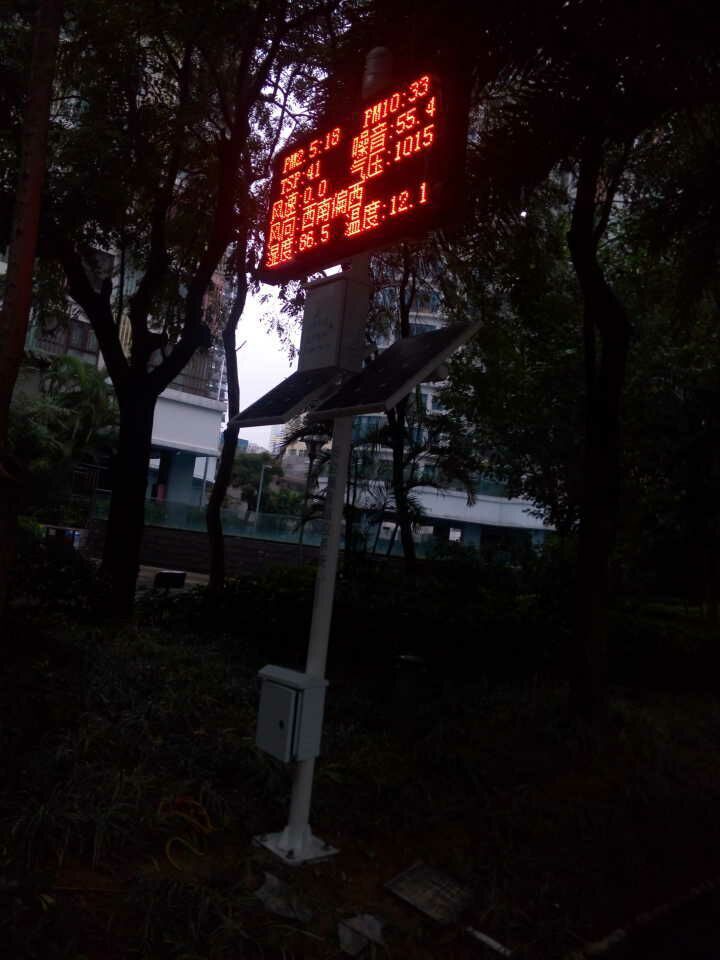 PM2.5:18 PM10:33
TSP:41 噪音:55.4
风速:0.0 气压:1015
风向:西南偏西
湿度:66.5 温度:12.1